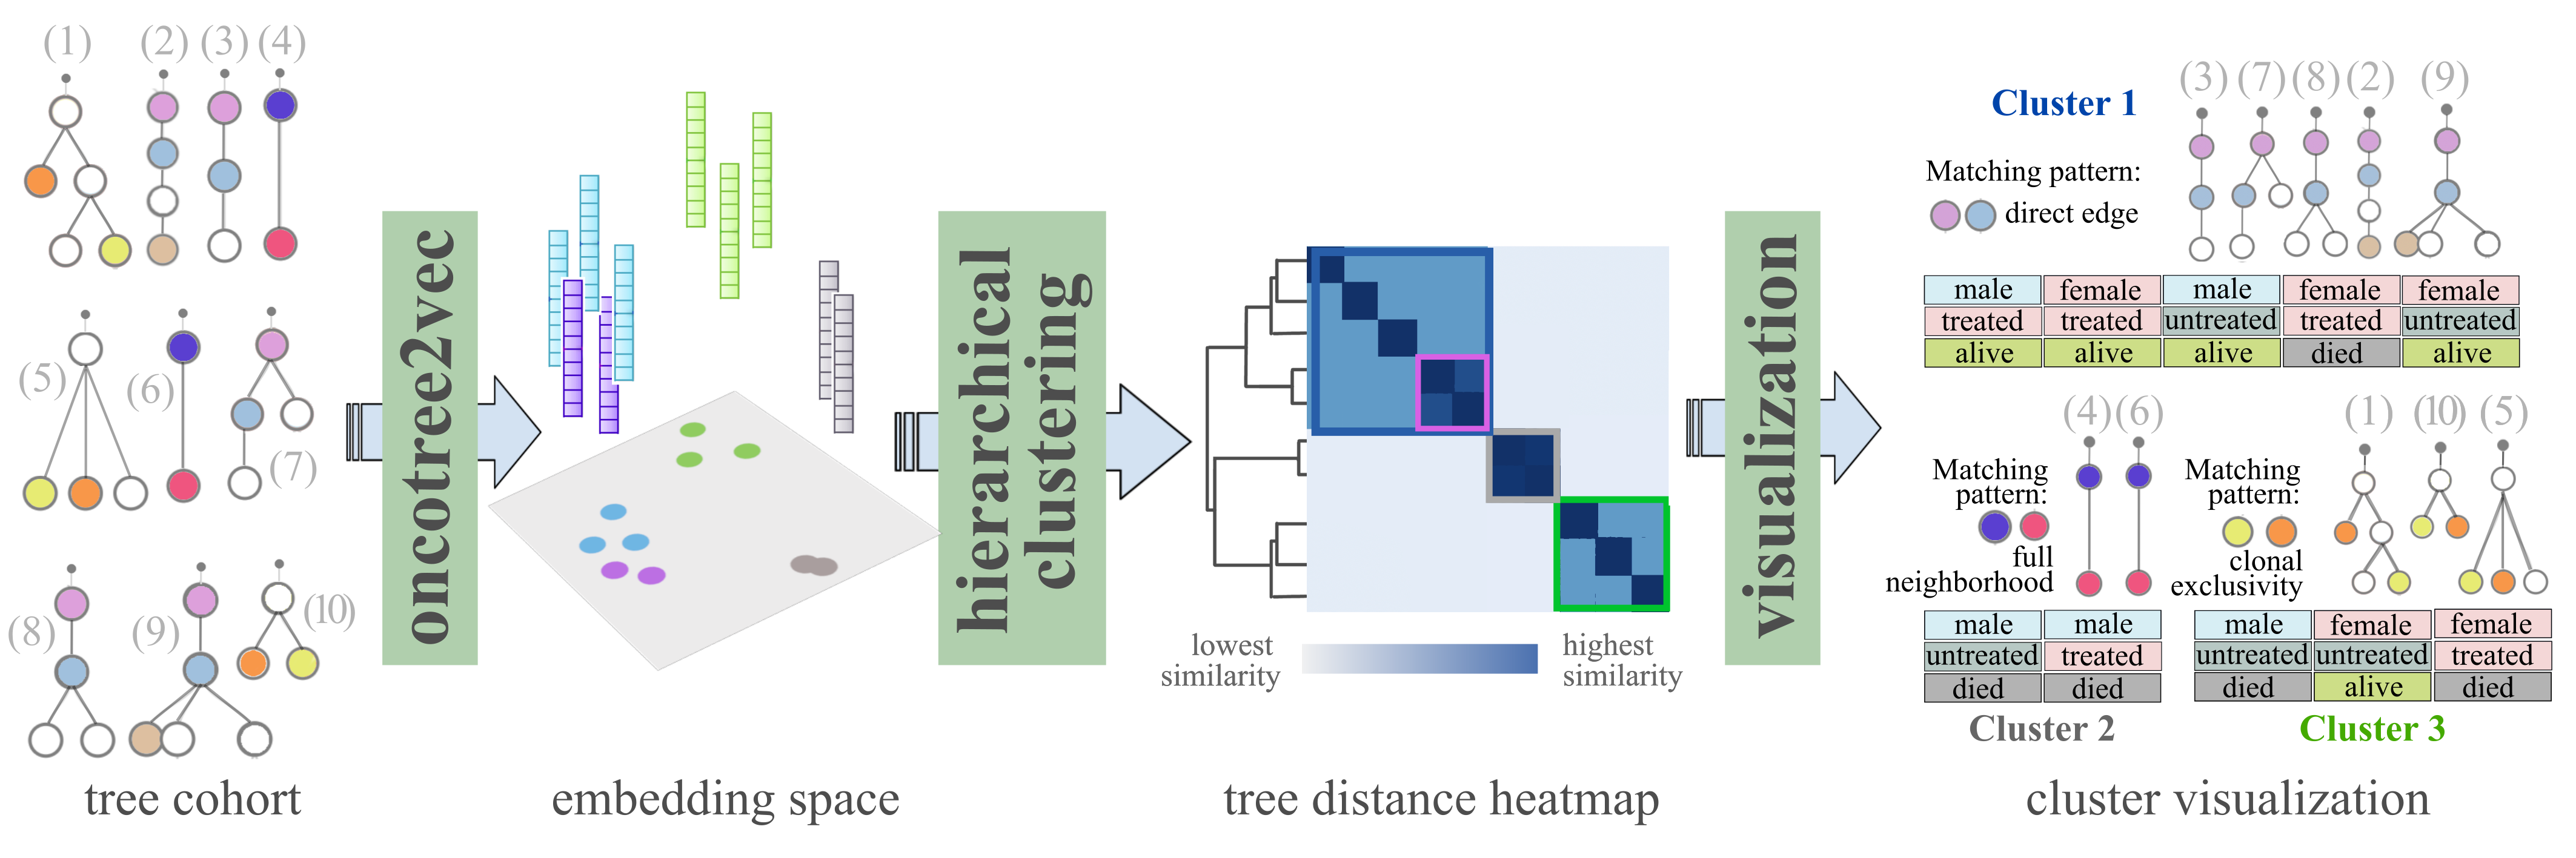 (1) (2) (3) (4)
(5) (6) (7)
(8) (9) (10)
tree cohort
oncotree2vec
embedding space
hierarchical
clustering
lowest
similarity
highest
similarity
tree distance heatmap
visualization
Cluster 1
(3) (7) (8) (2) (9)
Matching pattern:
direct edge
male female male female female
treated treated untreated treated untreated
alive alive alive died alive
(4) (6)
Matching
pattern:
full
neighborhood
male male
untreated treated
died died
Cluster 2
(1) (10) (5)
Matching
pattern:
clonal
exclusivity
male female female
untreated untreated treated
died alive died
Cluster 3
cluster visualization